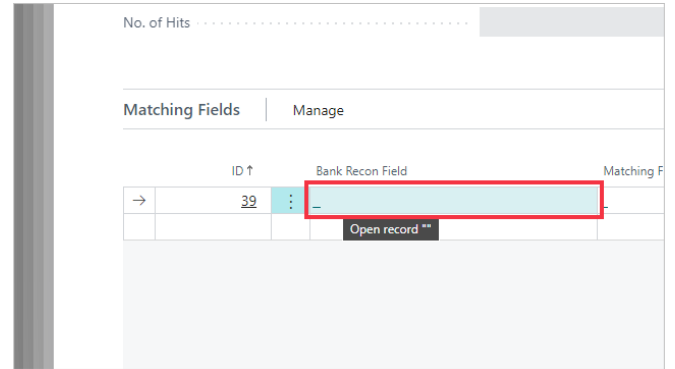 No. of Hits
Matching Fields Manage
ID ↑ Bank Recon Field Matching F
→ 39 ⋮ _ _
Open record ""